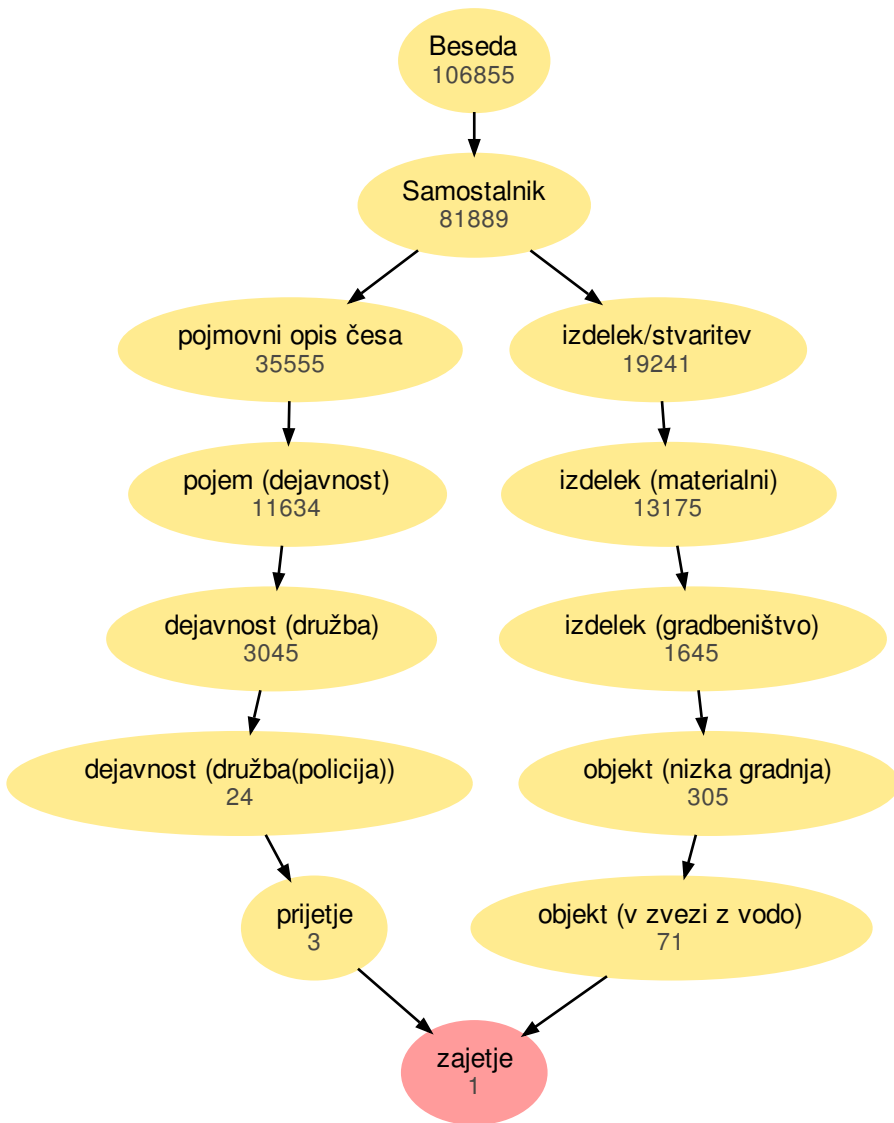 Beseda
106855
Samostalnik
81889
pojmovni opis česa
35555
izdelek/stvaritev
19241
pojem (dejavnost)
11634
izdelek (materialni)
13175
dejavnost (družba)
3045
izdelek (gradbeništvo)
1645
dejavnost (družba(policija))
24
objekt (nizka gradnja)
305
prijetje
3
objekt (v zvezi z vodo)
71
zajetje
1